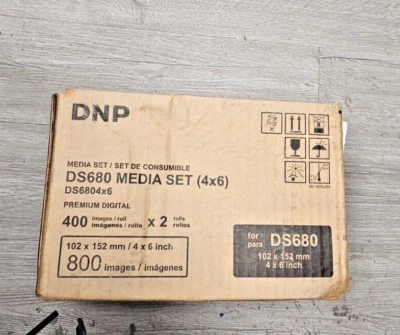 DNP
MEDIA SET / SET DE CONSUMIBLE
DS680 MEDIA SET (4x6)
DS6804x6
PREMIUM DIGITAL
400 images / roll x 2 rolls
imágenes / rollo rollos
102 x 152 mm / 4 x 6 inch
800 images / imágenes
for DS680
para
102 x 152 mm
4 x 6 inch